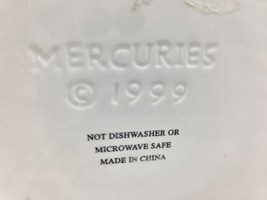 MERCURIES
© 1999
NOT DISHWASHER OR
MICROWAVE SAFE
MADE IN CHINA